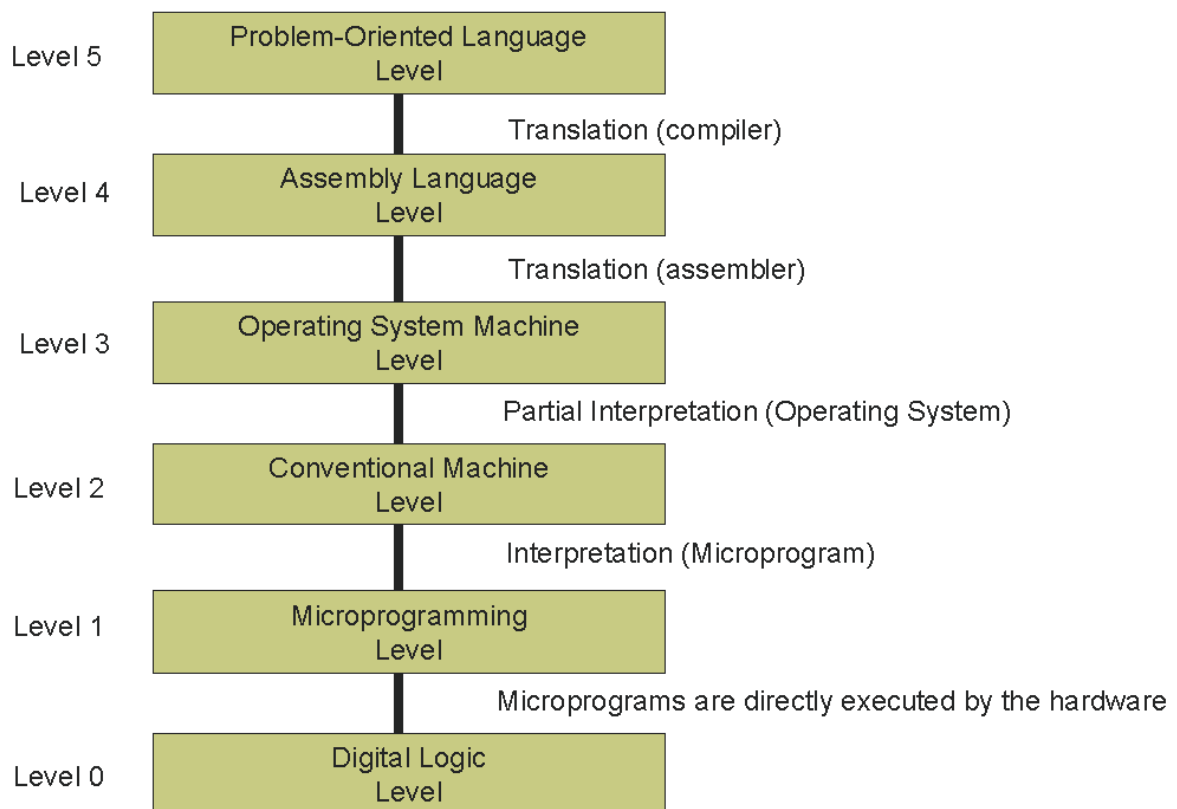 Problem-Oriented Language
Level
Level 5
Translation (compiler)
Assembly Language
Level
Level 4
Translation (assembler)
Operating System Machine
Level
Level 3
Partial Interpretation (Operating System)
Conventional Machine
Level
Level 2
Interpretation (Microprogram)
Microprogramming
Level
Level 1
Microprograms are directly executed by the hardware
Digital Logic
Level
Level 0